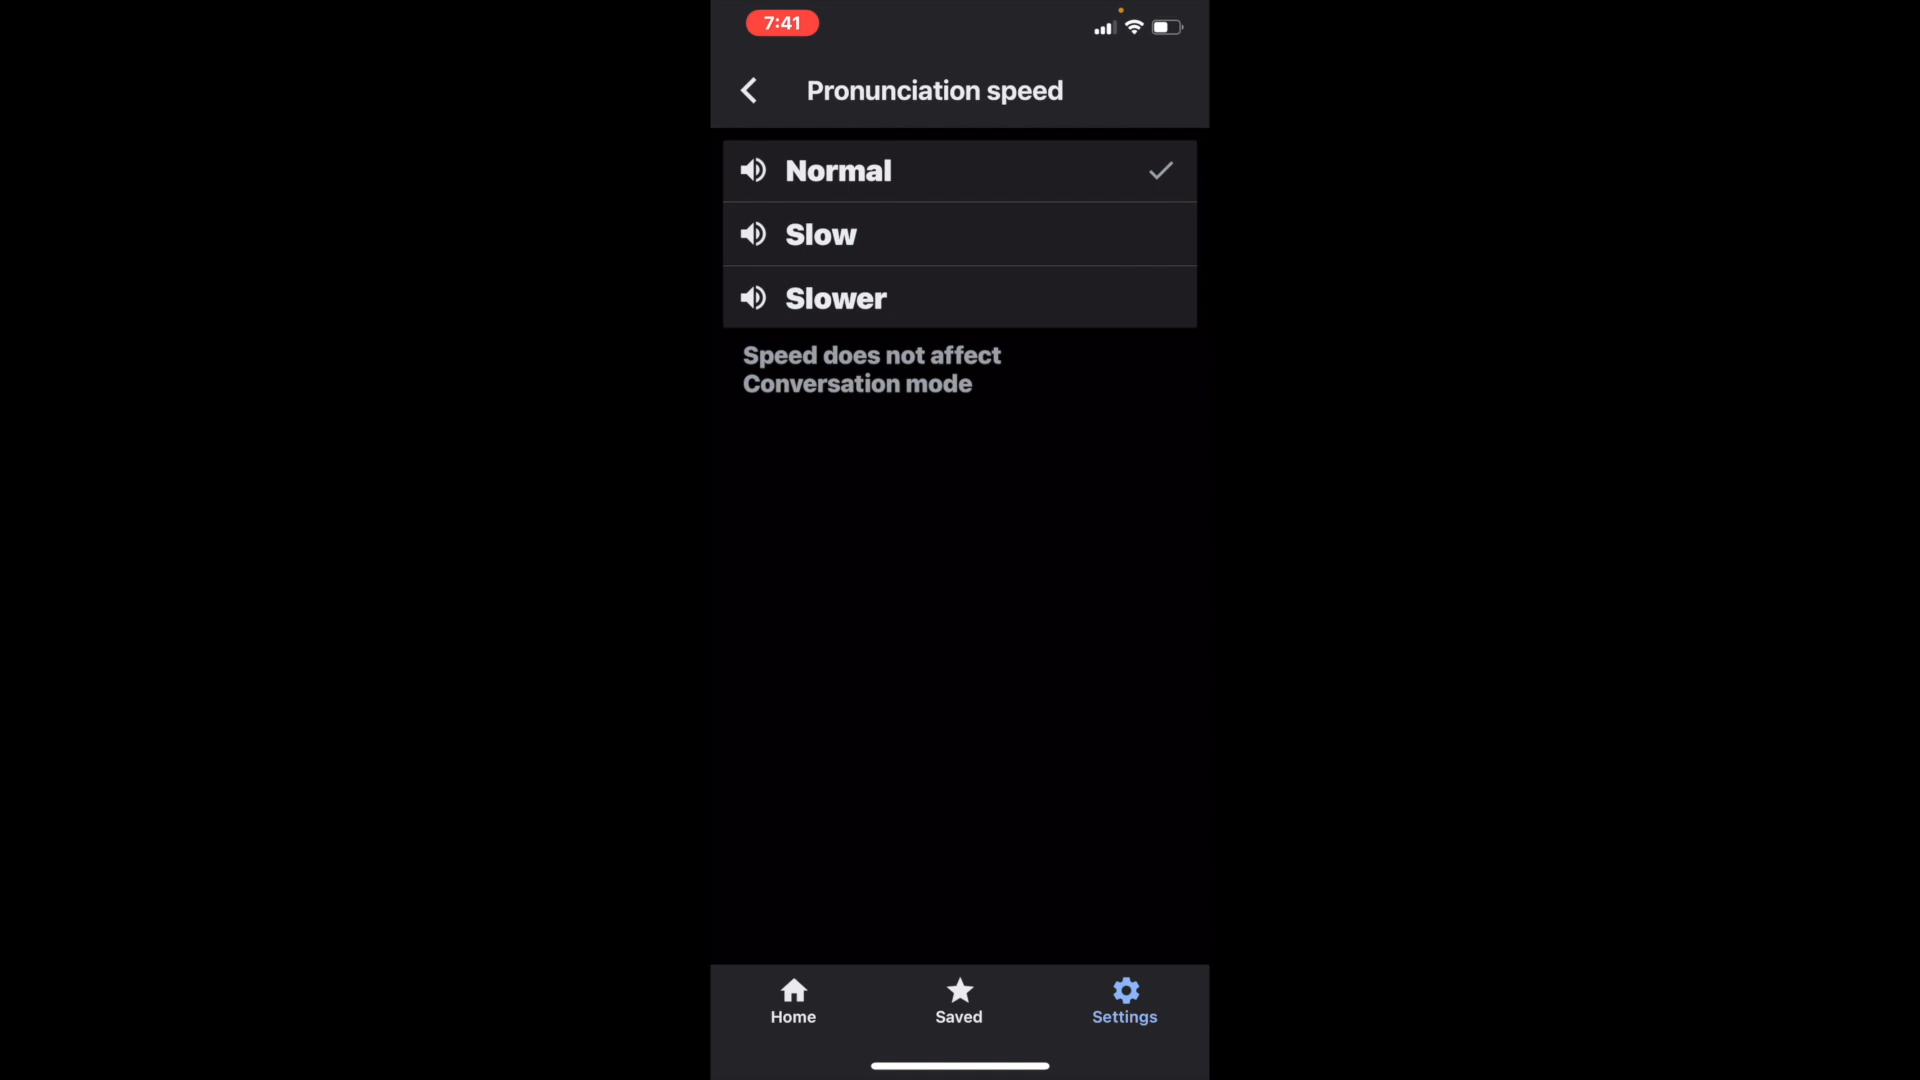 7:41
Pronunciation speed
Normal
Slow
Slower
Speed does not affect
Conversation mode
Home
Saved
Settings